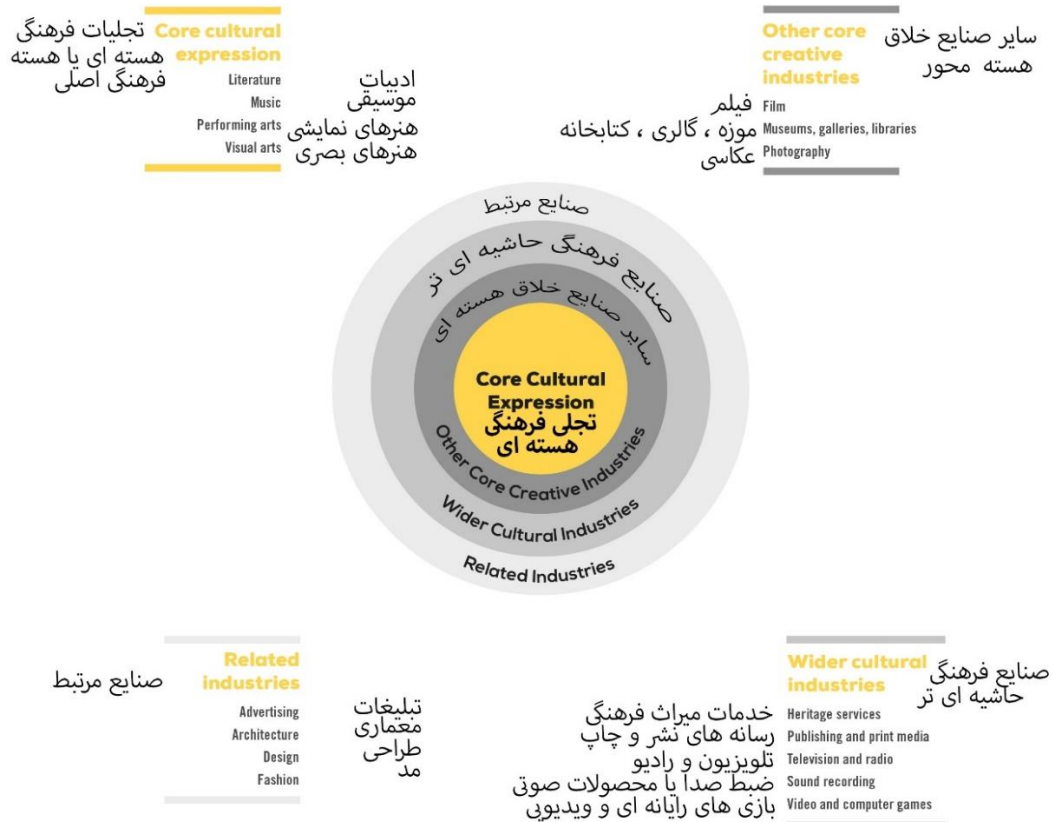 Core cultural
expression
تجلیات فرهنگی
هسته ای یا هسته
فرهنگی اصلی
Literature
Music
Performing arts
Visual arts
ادبیات
موسیقی
هنرهای نمایشی
هنرهای بصری
Other core
creative
industries
سایر صنایع خلاق
هسته محور
Film
Museums, galleries, libraries
Photography
فیلم
موزه ، گالری ، کتابخانه
عکاسی
صنایع مرتبط
صنایع فرهنگی حاشیه ای تر
سایر صنایع خلاق هسته ای
Core Cultural
Expression
تجلی فرهنگی
هسته ای
Other Core Creative Industries
Wider Cultural Industries
Related Industries
Related
industries
صنایع مرتبط
Advertising
Architecture
Design
Fashion
تبلیغات
معماری
طراحی
مد
Wider cultural
industries
صنایع فرهنگی
حاشیه ای تر
Heritage services
Publishing and print media
Television and radio
Sound recording
Video and computer games
خدمات میراث فرهنگی
رسانه های نشر و چاپ
تلویزیون و رادیو
ضبط صدا یا محصولات صوتی
بازی های رایانه ای و ویدیویی